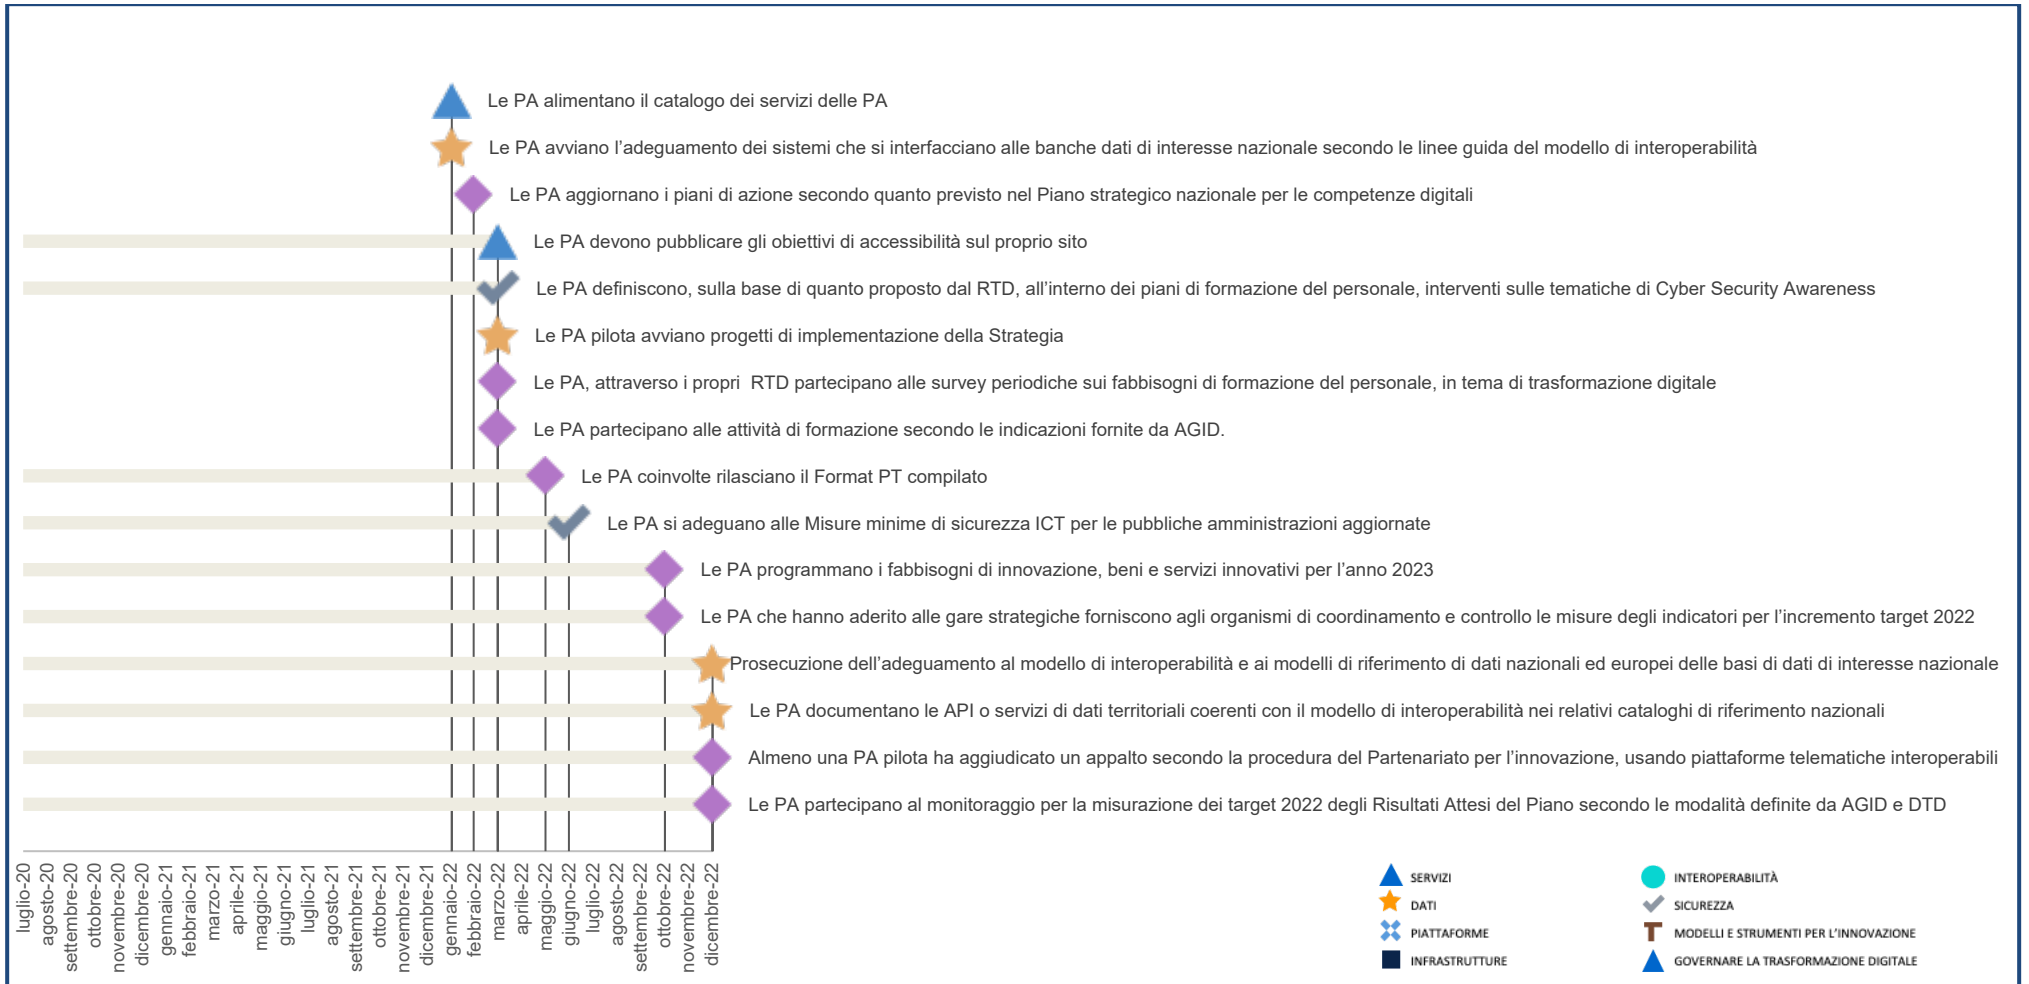 Le PA alimentano il catalogo dei servizi delle PA
Le PA avviano l’adeguamento dei sistemi che si interfacciano alle banche dati di interesse nazionale secondo le linee guida del modello di interoperabilità
Le PA aggiornano i piani di azione secondo quanto previsto nel Piano strategico nazionale per le competenze digitali
Le PA devono pubblicare gli obiettivi di accessibilità sul proprio sito
Le PA definiscono, sulla base di quanto proposto dal RTD, all’interno dei piani di formazione del personale, interventi sulle tematiche di Cyber Security Awareness
Le PA pilota avviano progetti di implementazione della Strategia
Le PA, attraverso i propri  RTD partecipano alle survey periodiche sui fabbisogni di formazione del personale, in tema di trasformazione digitale
Le PA partecipano alle attività di formazione secondo le indicazioni fornite da AGID.
Le PA coinvolte rilasciano il Format PT compilato
Le PA si adeguano alle Misure minime di sicurezza ICT per le pubbliche amministrazioni aggiornate
Le PA programmano i fabbisogni di innovazione, beni e servizi innovativi per l’anno 2023
Le PA che hanno aderito alle gare strategiche forniscono agli organismi di coordinamento e controllo le misure degli indicatori per l’incremento target 2022
Prosecuzione dell’adeguamento al modello di interoperabilità e ai modelli di riferimento di dati nazionali ed europei delle basi di dati di interesse nazionale
Le PA documentano le API o servizi di dati territoriali coerenti con il modello di interoperabilità nei relativi cataloghi di riferimento nazionali
Almeno una PA pilota ha aggiudicato un appalto secondo la procedura del Partenariato per l’innovazione, usando piattaforme telematiche interoperabili
Le PA partecipano al monitoraggio per la misurazione dei target 2022 degli Risultati Attesi del Piano secondo le modalità definite da AGID e DTD
luglio-20
agosto-20
settembre-20
ottobre-20
novembre-20
dicembre-20
gennaio-21
febbraio-21
marzo-21
aprile-21
maggio-21
giugno-21
luglio-21
agosto-21
settembre-21
ottobre-21
novembre-21
dicembre-21
gennaio-22
febbraio-22
marzo-22
aprile-22
maggio-22
giugno-22
luglio-22
agosto-22
settembre-22
ottobre-22
novembre-22
dicembre-22
SERVIZI
DATI
PIATTAFORME
INFRASTRUTTURE
INTEROPERABILITÀ
SICUREZZA
MODELLI E STRUMENTI PER L’INNOVAZIONE
GOVERNARE LA TRASFORMAZIONE DIGITALE